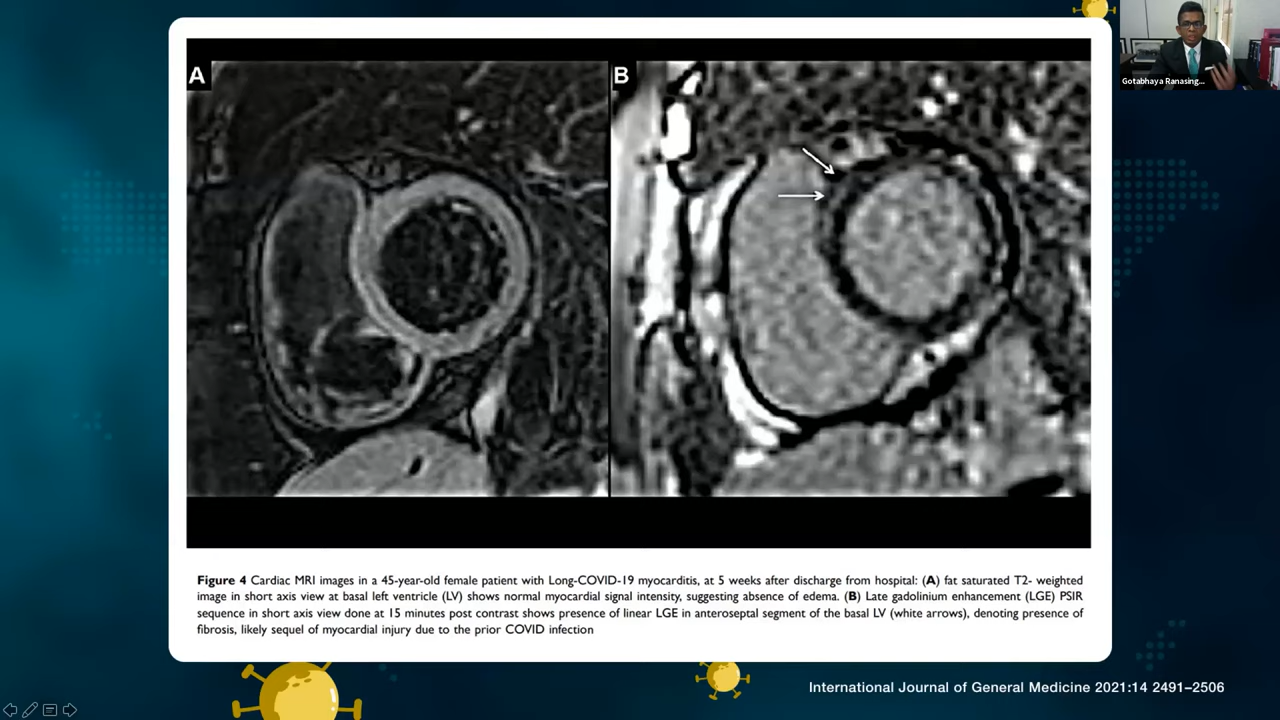 A
B
Gotabhaya Ranasing...
Figure 4 Cardiac MRI images in a 45-year-old female patient with Long-COVID-19 myocarditis, at 5 weeks after discharge from hospital: (A) fat saturated T2- weighted
image in short axis view at basal left ventricle (LV) shows normal myocardial signal intensity, suggesting absence of edema. (B) Late gadolinium enhancement (LGE) PSIR
sequence in short axis view done at 15 minutes post contrast shows presence of linear LGE in anteroseptal segment of the basal LV (white arrows), denoting presence of
fibrosis, likely sequel of myocardial injury due to the prior COVID infection
International Journal of General Medicine 2021:14 2491–2506